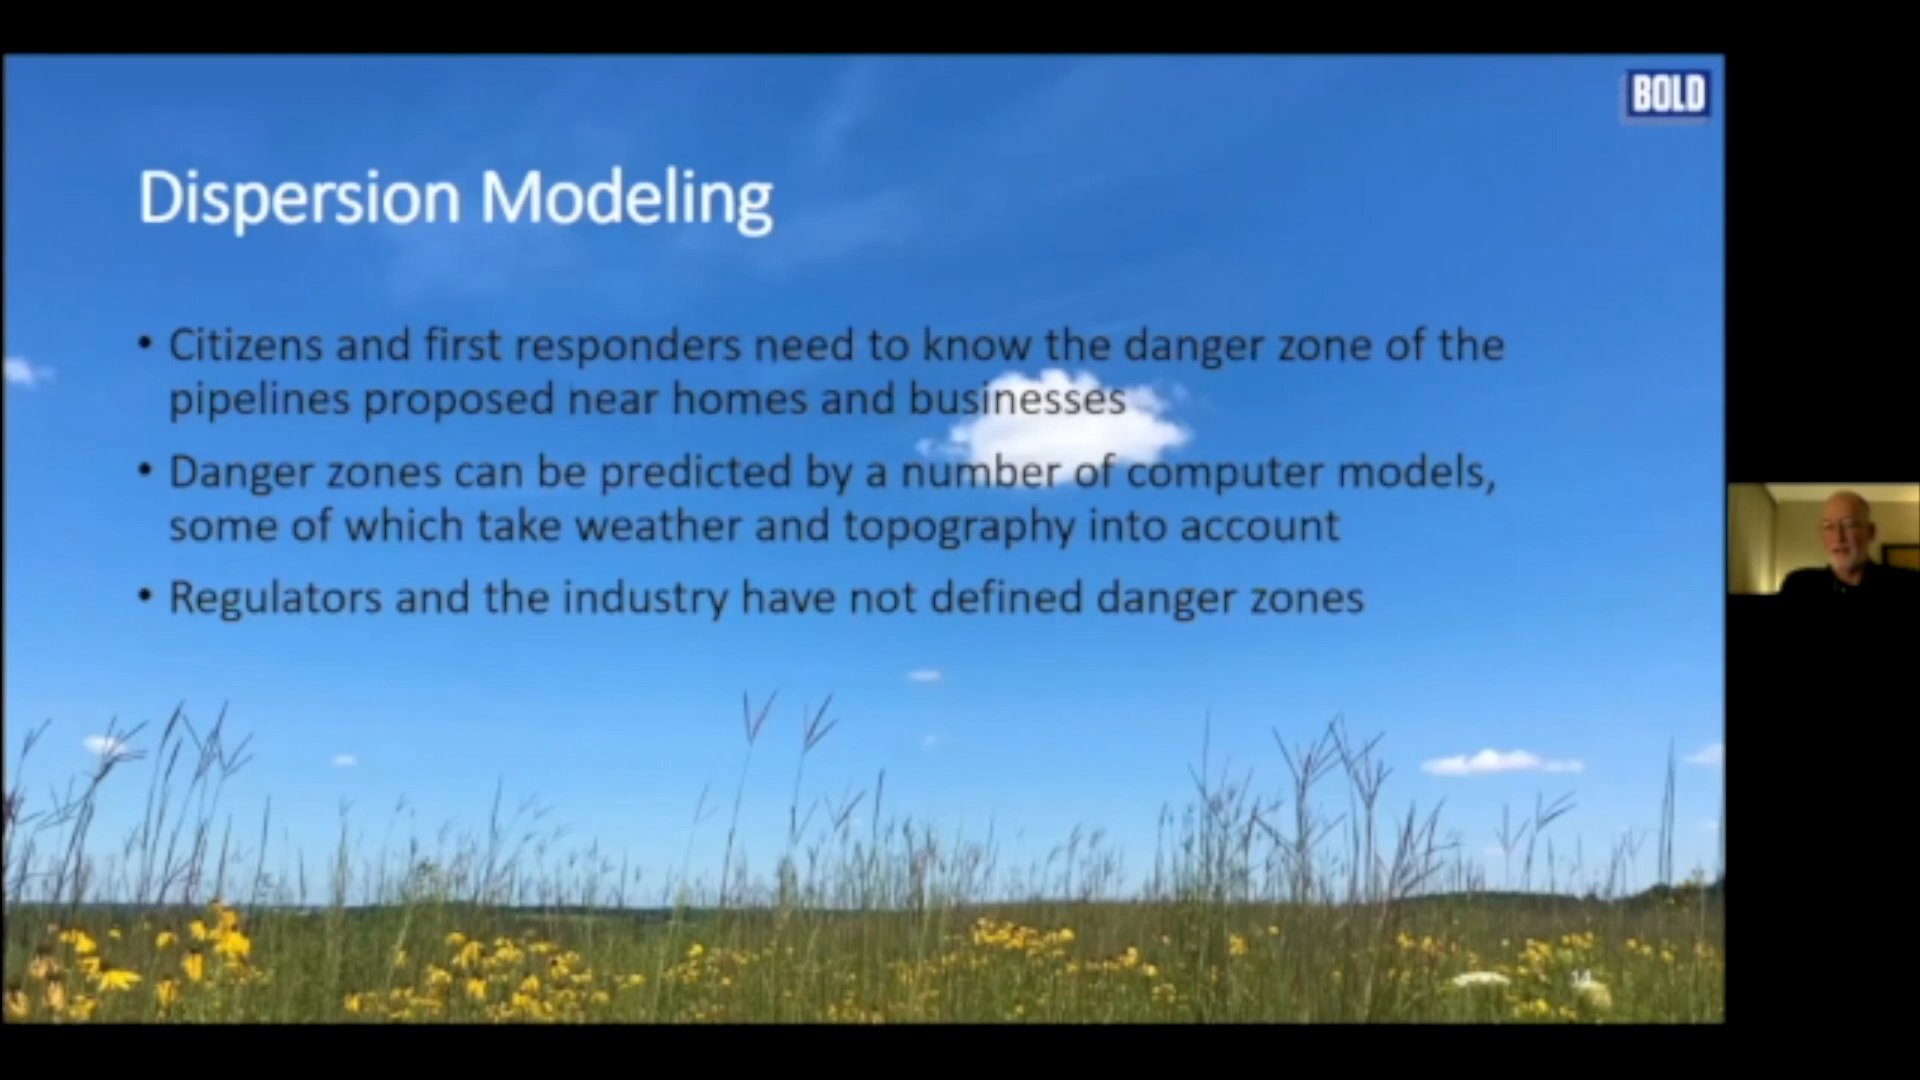 BOLD
Dispersion Modeling
• Citizens and first responders need to know the danger zone of the
pipelines proposed near homes and businesses
• Danger zones can be predicted by a number of computer models,
some of which take weather and topography into account
• Regulators and the industry have not defined danger zones
14